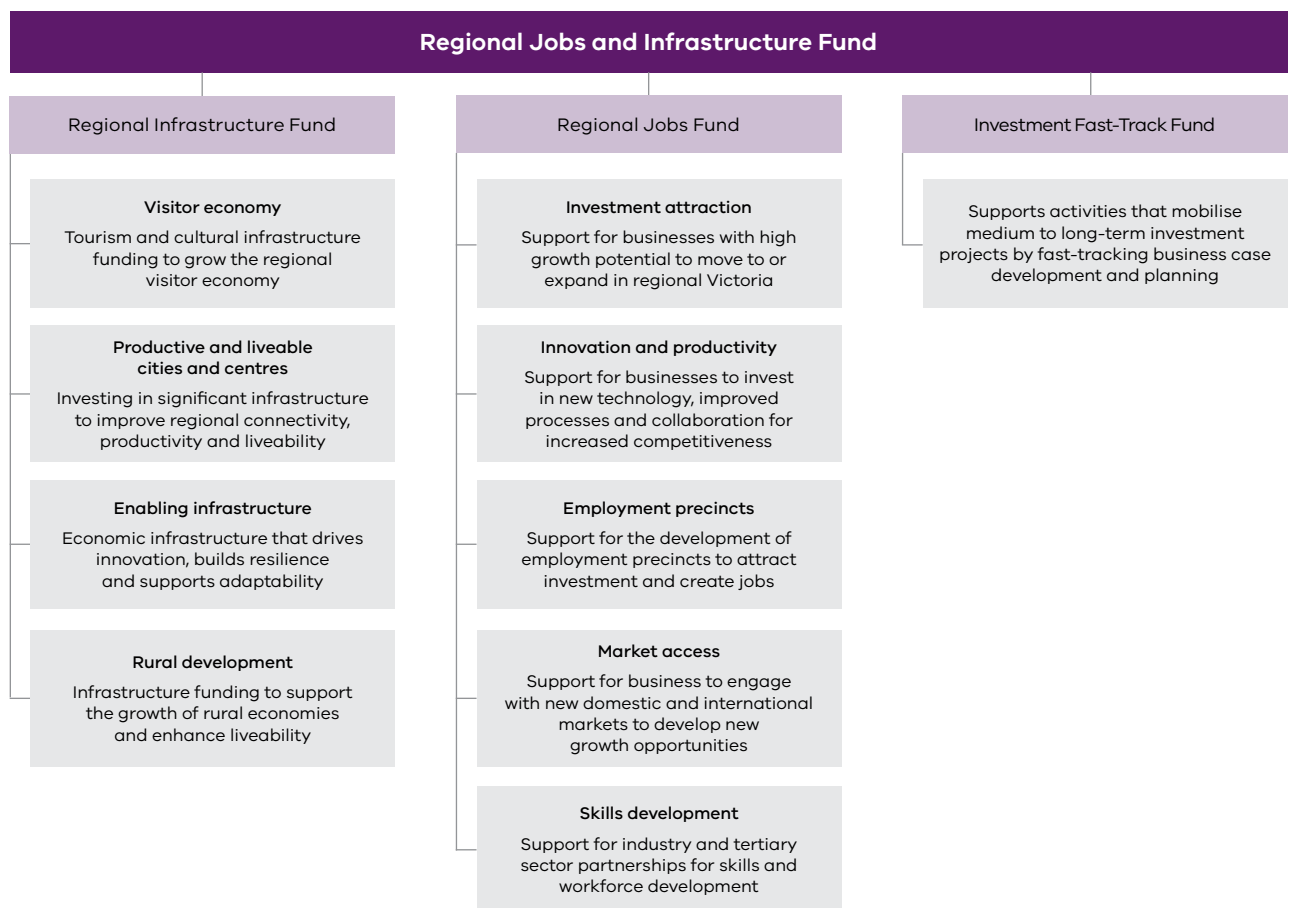 Regional Jobs and Infrastructure Fund
Regional Infrastructure Fund
Visitor economy
Tourism and cultural infrastructure
funding to grow the regional
visitor economy
Productive and liveable
cities and centres
Investing in significant infrastructure
to improve regional connectivity,
productivity and liveability
Enabling infrastructure
Economic infrastructure that drives
innovation, builds resilience
and supports adaptability
Rural development
Infrastructure funding to support
the growth of rural economies
and enhance liveability
Regional Jobs Fund
Investment attraction
Support for businesses with high
growth potential to move to or
expand in regional Victoria
Innovation and productivity
Support for businesses to invest
in new technology, improved
processes and collaboration for
increased competitiveness
Employment precincts
Support for the development of
employment precincts to attract
investment and create jobs
Market access
Support for business to engage
with new domestic and international
markets to develop new
growth opportunities
Skills development
Support for industry and tertiary
sector partnerships for skills and
workforce development
Investment Fast-Track Fund
Supports activities that mobilise
medium to long-term investment
projects by fast-tracking business case
development and planning